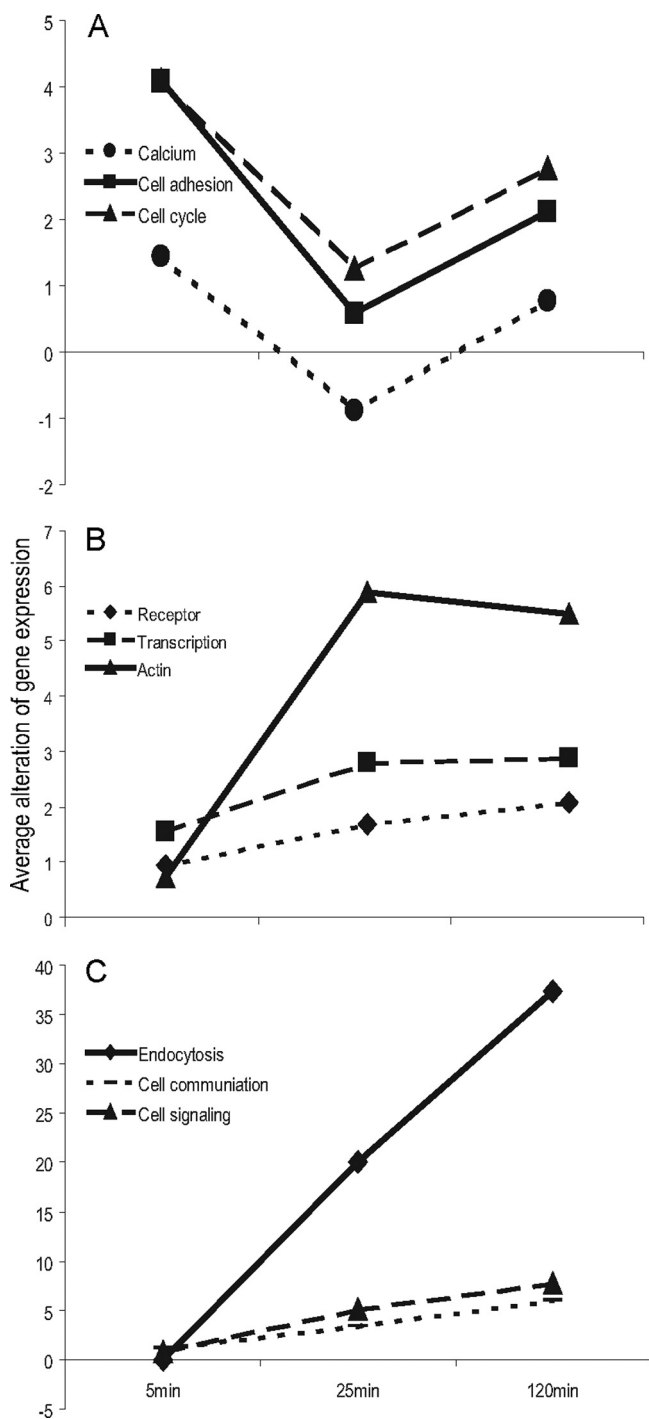 A
5
4
3
2
1
0
-1
-2
Calcium
Cell adhesion
Cell cycle
Average alteration of gene expression
B
7
6
5
4
3
2
1
0
Receptor
Transcription
Actin
C
40
35
30
25
20
15
10
5
0
-5
Endocytosis
Cell communiation
Cell signaling
5min 25min 120min